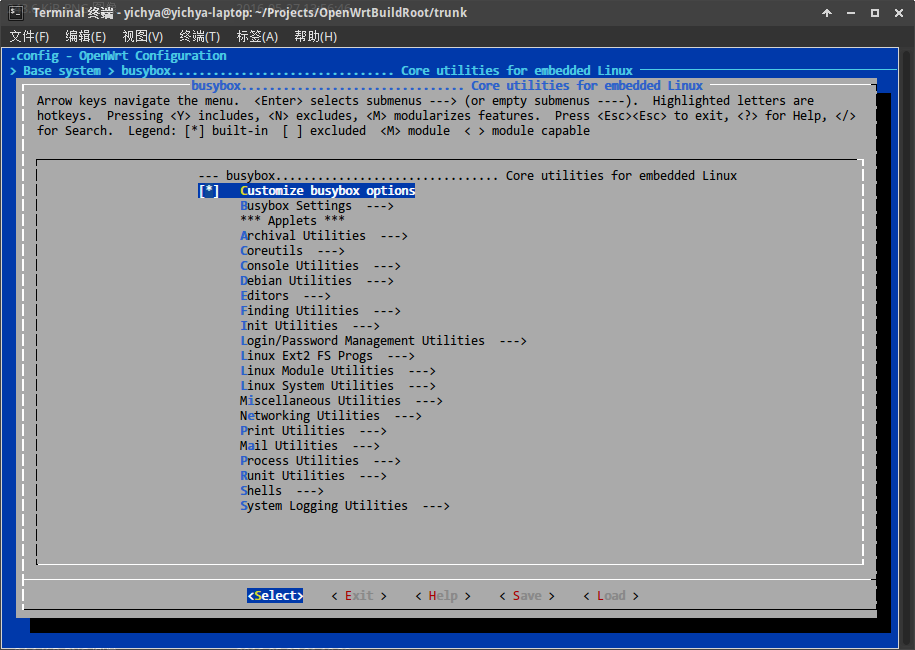 Terminal 终端 - yichya@yichya-laptop: ~/Projects/OpenWrtBuildRoot/trunk
文件(F) 编辑(E) 视图(V) 终端(T) 标签(A) 帮助(H)
.config - OpenWrt Configuration
> Base system > busybox................................ Core utilities for embedded Linux
busybox................................ Core utilities for embedded Linux
Arrow keys navigate the menu.  <Enter> selects submenus ---> (or empty submenus ----).  Highlighted letters are
hotkeys.  Pressing <Y> includes, <N> excludes, <M> modularizes features.  Press <Esc><Esc> to exit, <?> for Help, </>
for Search.  Legend: [*] built-in  [ ] excluded  <M> module  < > module capable
--- busybox................................ Core utilities for embedded Linux
[*]   Customize busybox options
Busybox Settings  --->
*** Applets ***
Archival Utilities  --->
Coreutils  --->
Console Utilities  --->
Debian Utilities  --->
Editors  --->
Finding Utilities  --->
Init Utilities  --->
Login/Password Management Utilities  --->
Linux Ext2 FS Progs  --->
Linux Module Utilities  --->
Linux System Utilities  --->
Miscellaneous Utilities  --->
Networking Utilities  --->
Print Utilities  --->
Mail Utilities  --->
Process Utilities  --->
Runit Utilities  --->
Shells  --->
System Logging Utilities  --->
<Select>    < Exit >    < Help >    < Save >    < Load >